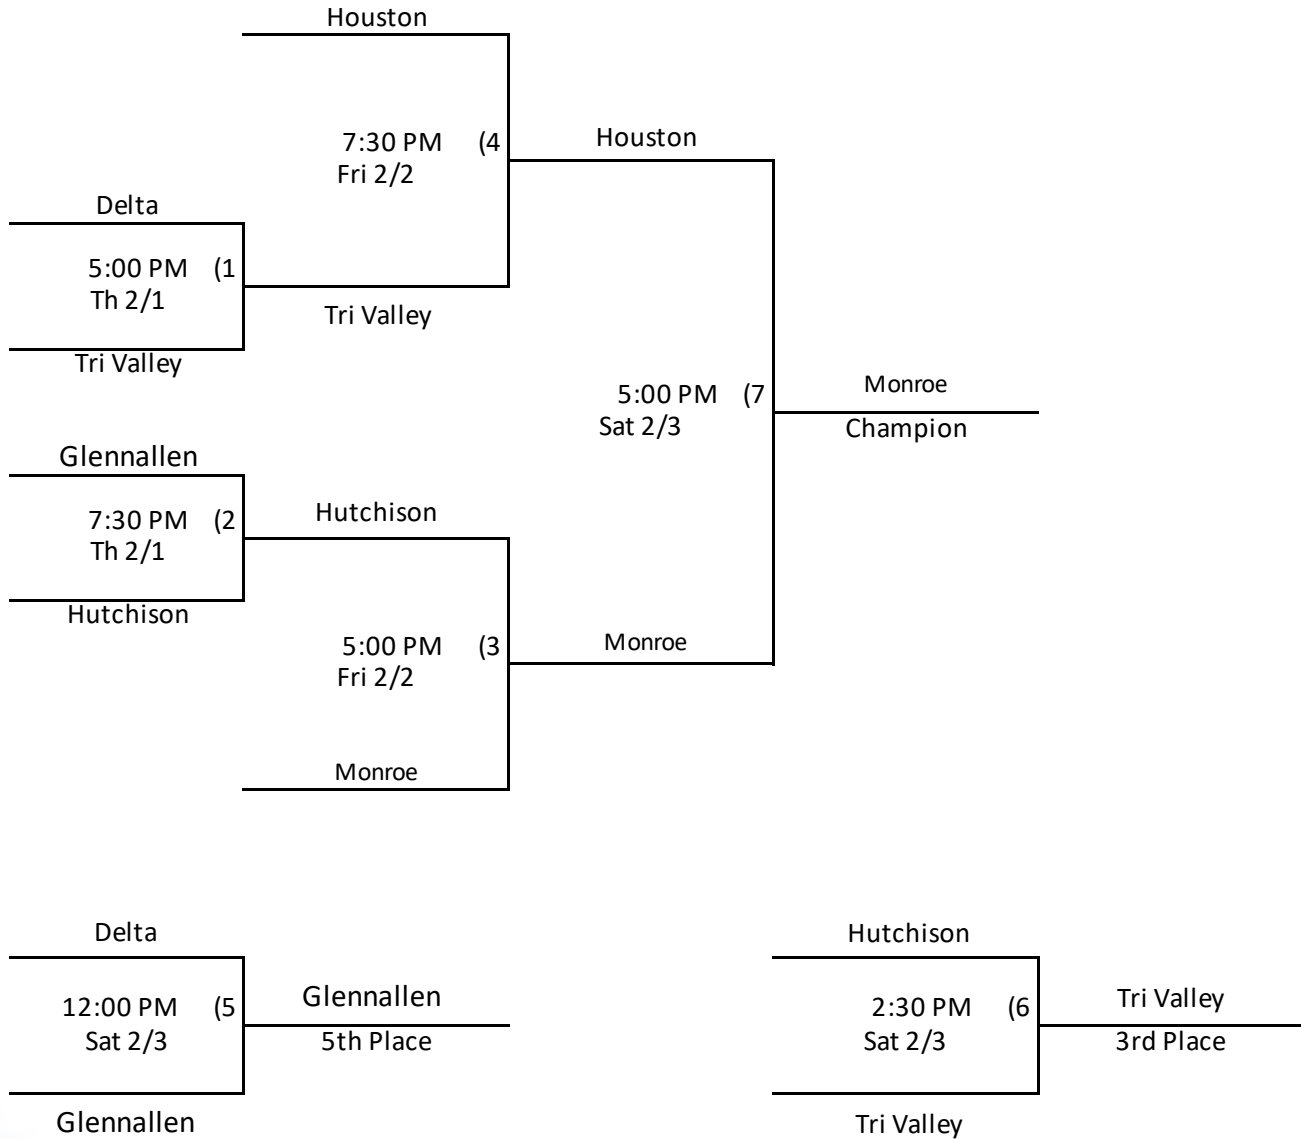 Houston
7:30 PM (4
Fri 2/2
Houston
Delta
5:00 PM (1
Th 2/1
Tri Valley
Tri Valley
5:00 PM (7
Sat 2/3
Monroe
Champion
Glennallen
7:30 PM (2
Th 2/1
Hutchison
Hutchison
5:00 PM (3
Fri 2/2
Monroe
Monroe
Delta
12:00 PM (5
Sat 2/3
Glennallen
5th Place
Glennallen
Hutchison
2:30 PM (6
Sat 2/3
Tri Valley
3rd Place
Tri Valley